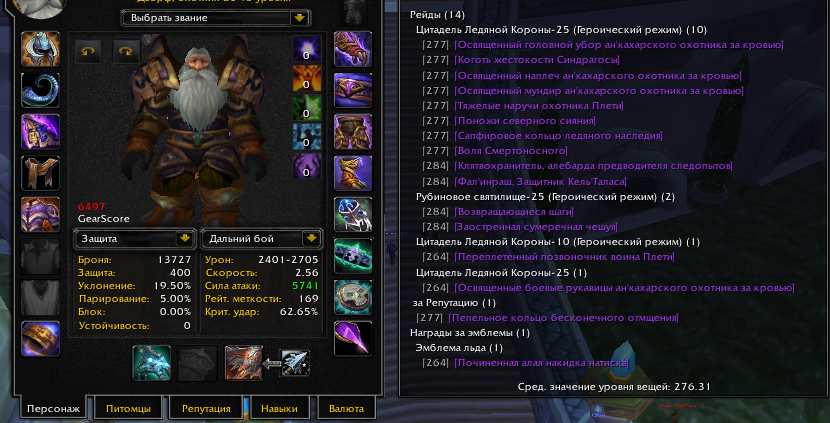 Выбрать звание
0
0
0
0
0
6497
GearScore
Защита
Дальний бой
Броня: 13727
Защита: 400
Уклонение: 19.50%
Парирование: 5.00%
Блок: 0.00%
Устойчивость: 0
Урон: 2401-2705
Скорость: 2.56
Сила атаки: 5741
Рейт. меткости: 169
Крит. удар: 62.65%
Персонаж
Питомцы
Репутация
Навыки
Валюта
Рейды (14)
Цитадель Ледяной Короны-25 (Героический режим) (10)
[277] [Освященный головной убор ан'кахарского охотника за кровью]
[277] [Коготь жестокости Синдрагосы]
[277] [Освященный наплеч ан'кахарского охотника за кровью]
[277] [Освященный мундир ан'кахарского охотника за кровью]
[277] [Тяжелые наручи охотника Плети]
[277] [Поножи северного сияния]
[277] [Сапфировое кольцо ледяного наследия]
[277] [Воля Смертоносного]
[284] [Клятвохранитель, алебарда предводителя следопытов]
[284] [Фал'инраш, Защитник Кель'Таласа]
Рубиновое святилище-25 (Героический режим) (2)
[284] [Возвращающиеся шаги]
[284] [Заостренная сумеречная чешуя]
Цитадель Ледяной Короны-10 (Героический режим) (1)
[264] [Переплетенный позвоночник воина Плети]
Цитадель Ледяной Короны-25 (1)
[264] [Освященные боевые рукавицы ан'кахарского охотника за кровью]
за Репутацию (1)
[277] [Пепельное кольцо бесконечного отмщения]
Награды за эмблемы (1)
Эмблема льда (1)
[264] [Починенная алая накидка натиска]
Сред. значение уровня вещей: 276.31